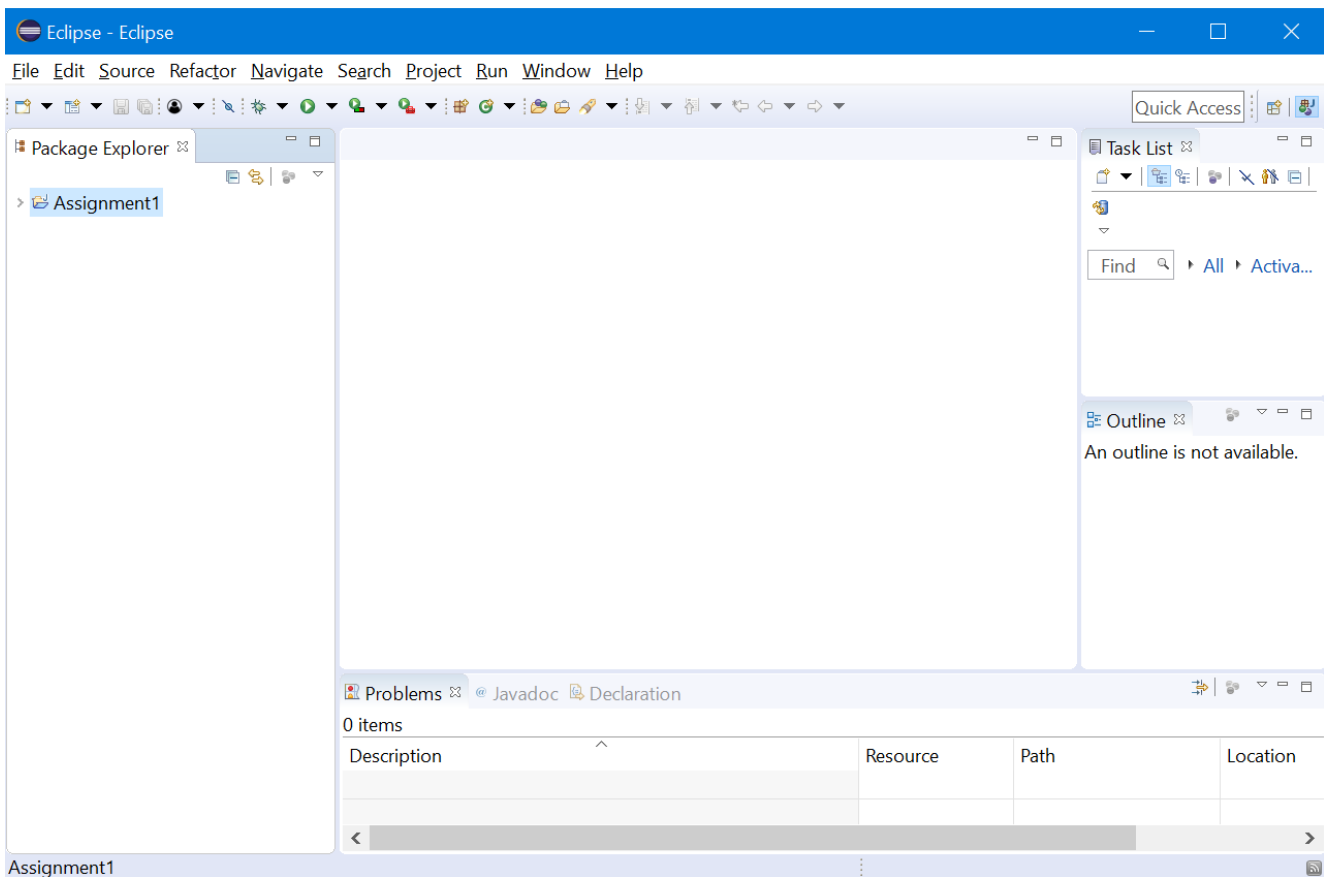 Eclipse - Eclipse
File Edit Source Refactor Navigate Search Project Run Window Help
Quick Access
Package Explorer
Assignment1
Task List
Find
All
Activa...
Outline
An outline is not available.
Problems
@ Javadoc
Declaration
0 items
Description Resource Path Location
Assignment1